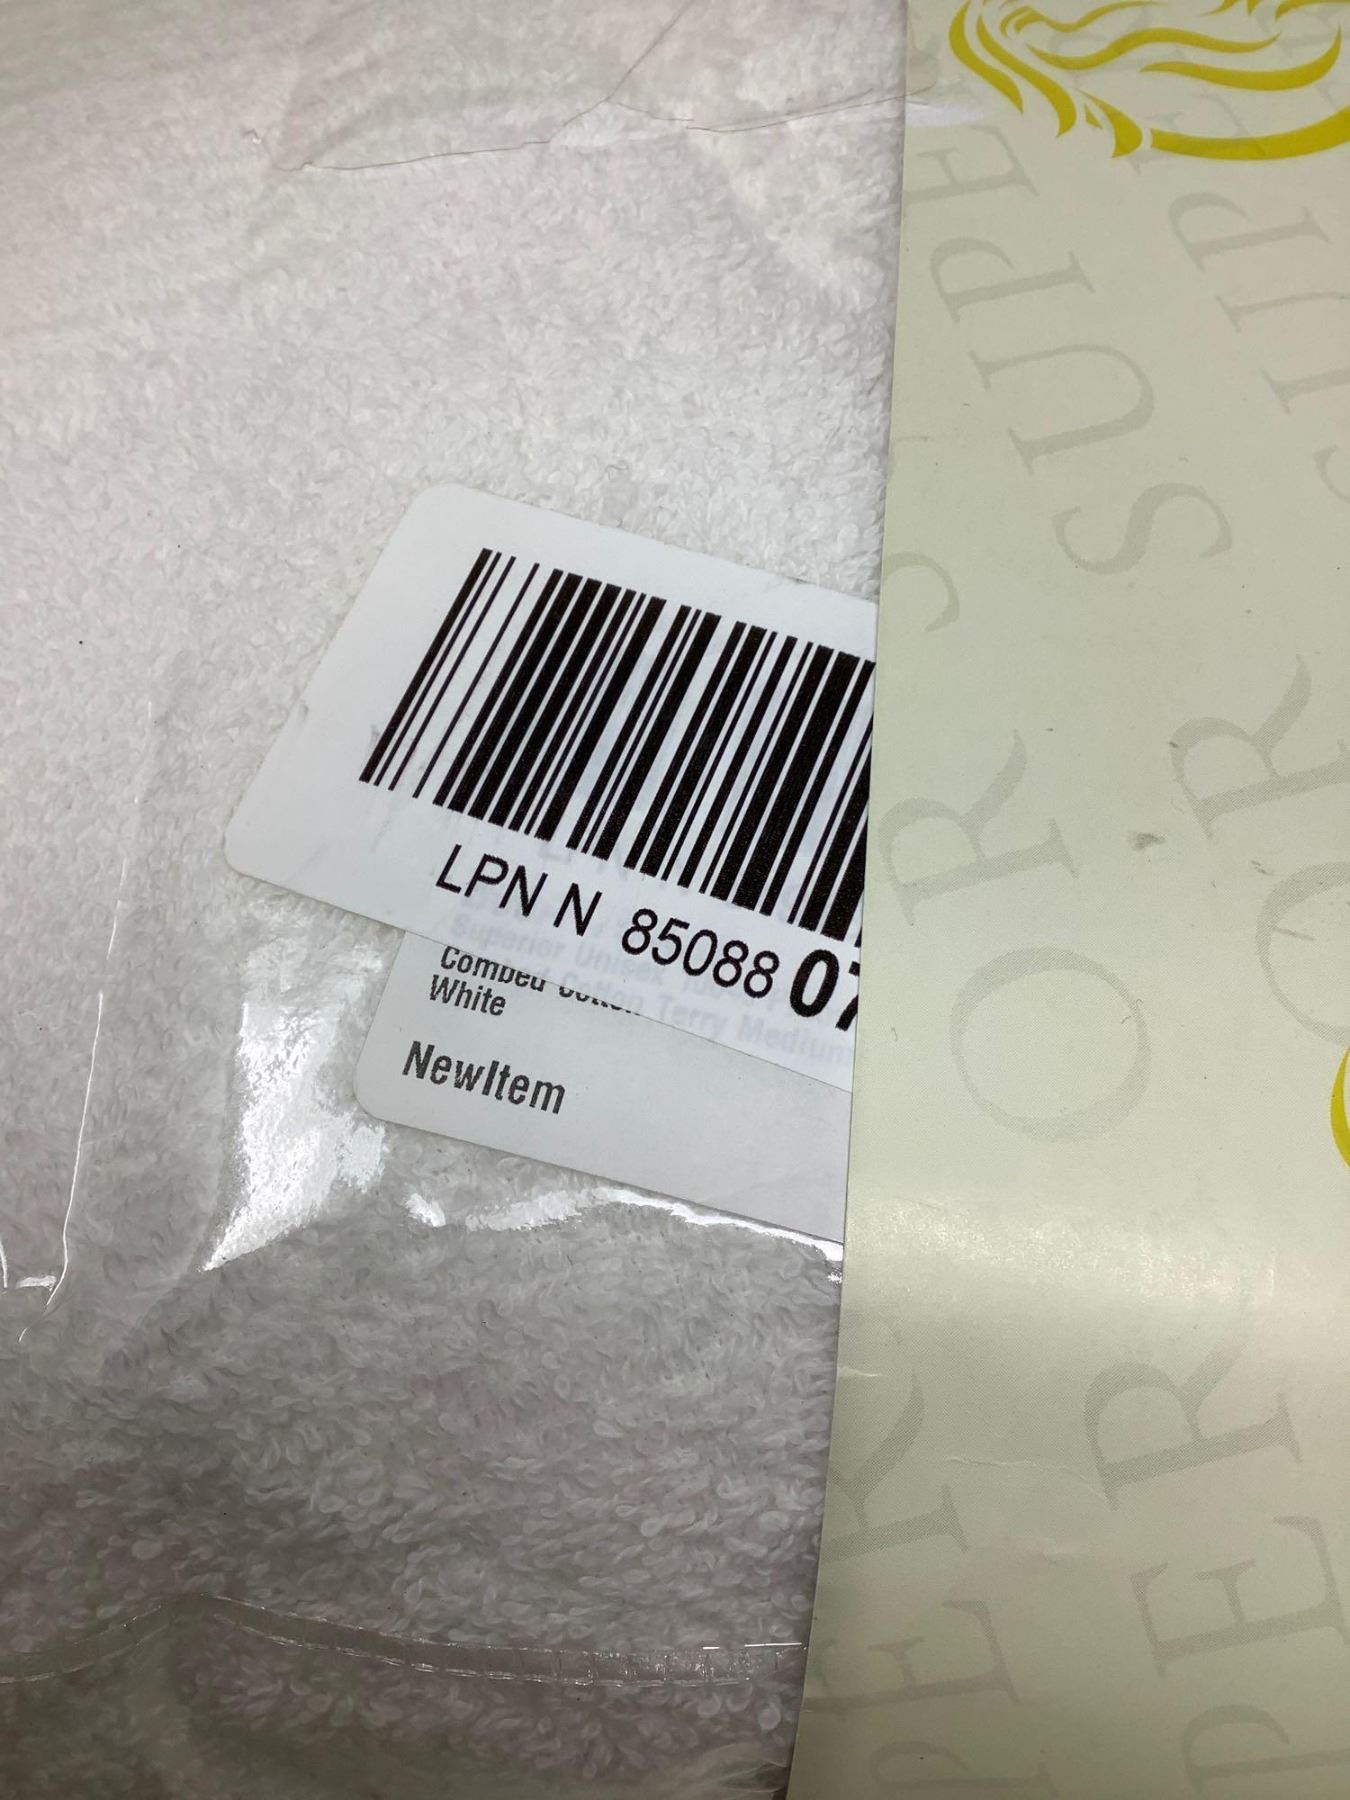 LPN N 85088 07
Superior Unisex
Combed Cotton Terry Medium
White
NewItem
SUPERIOR
SUPERIOR